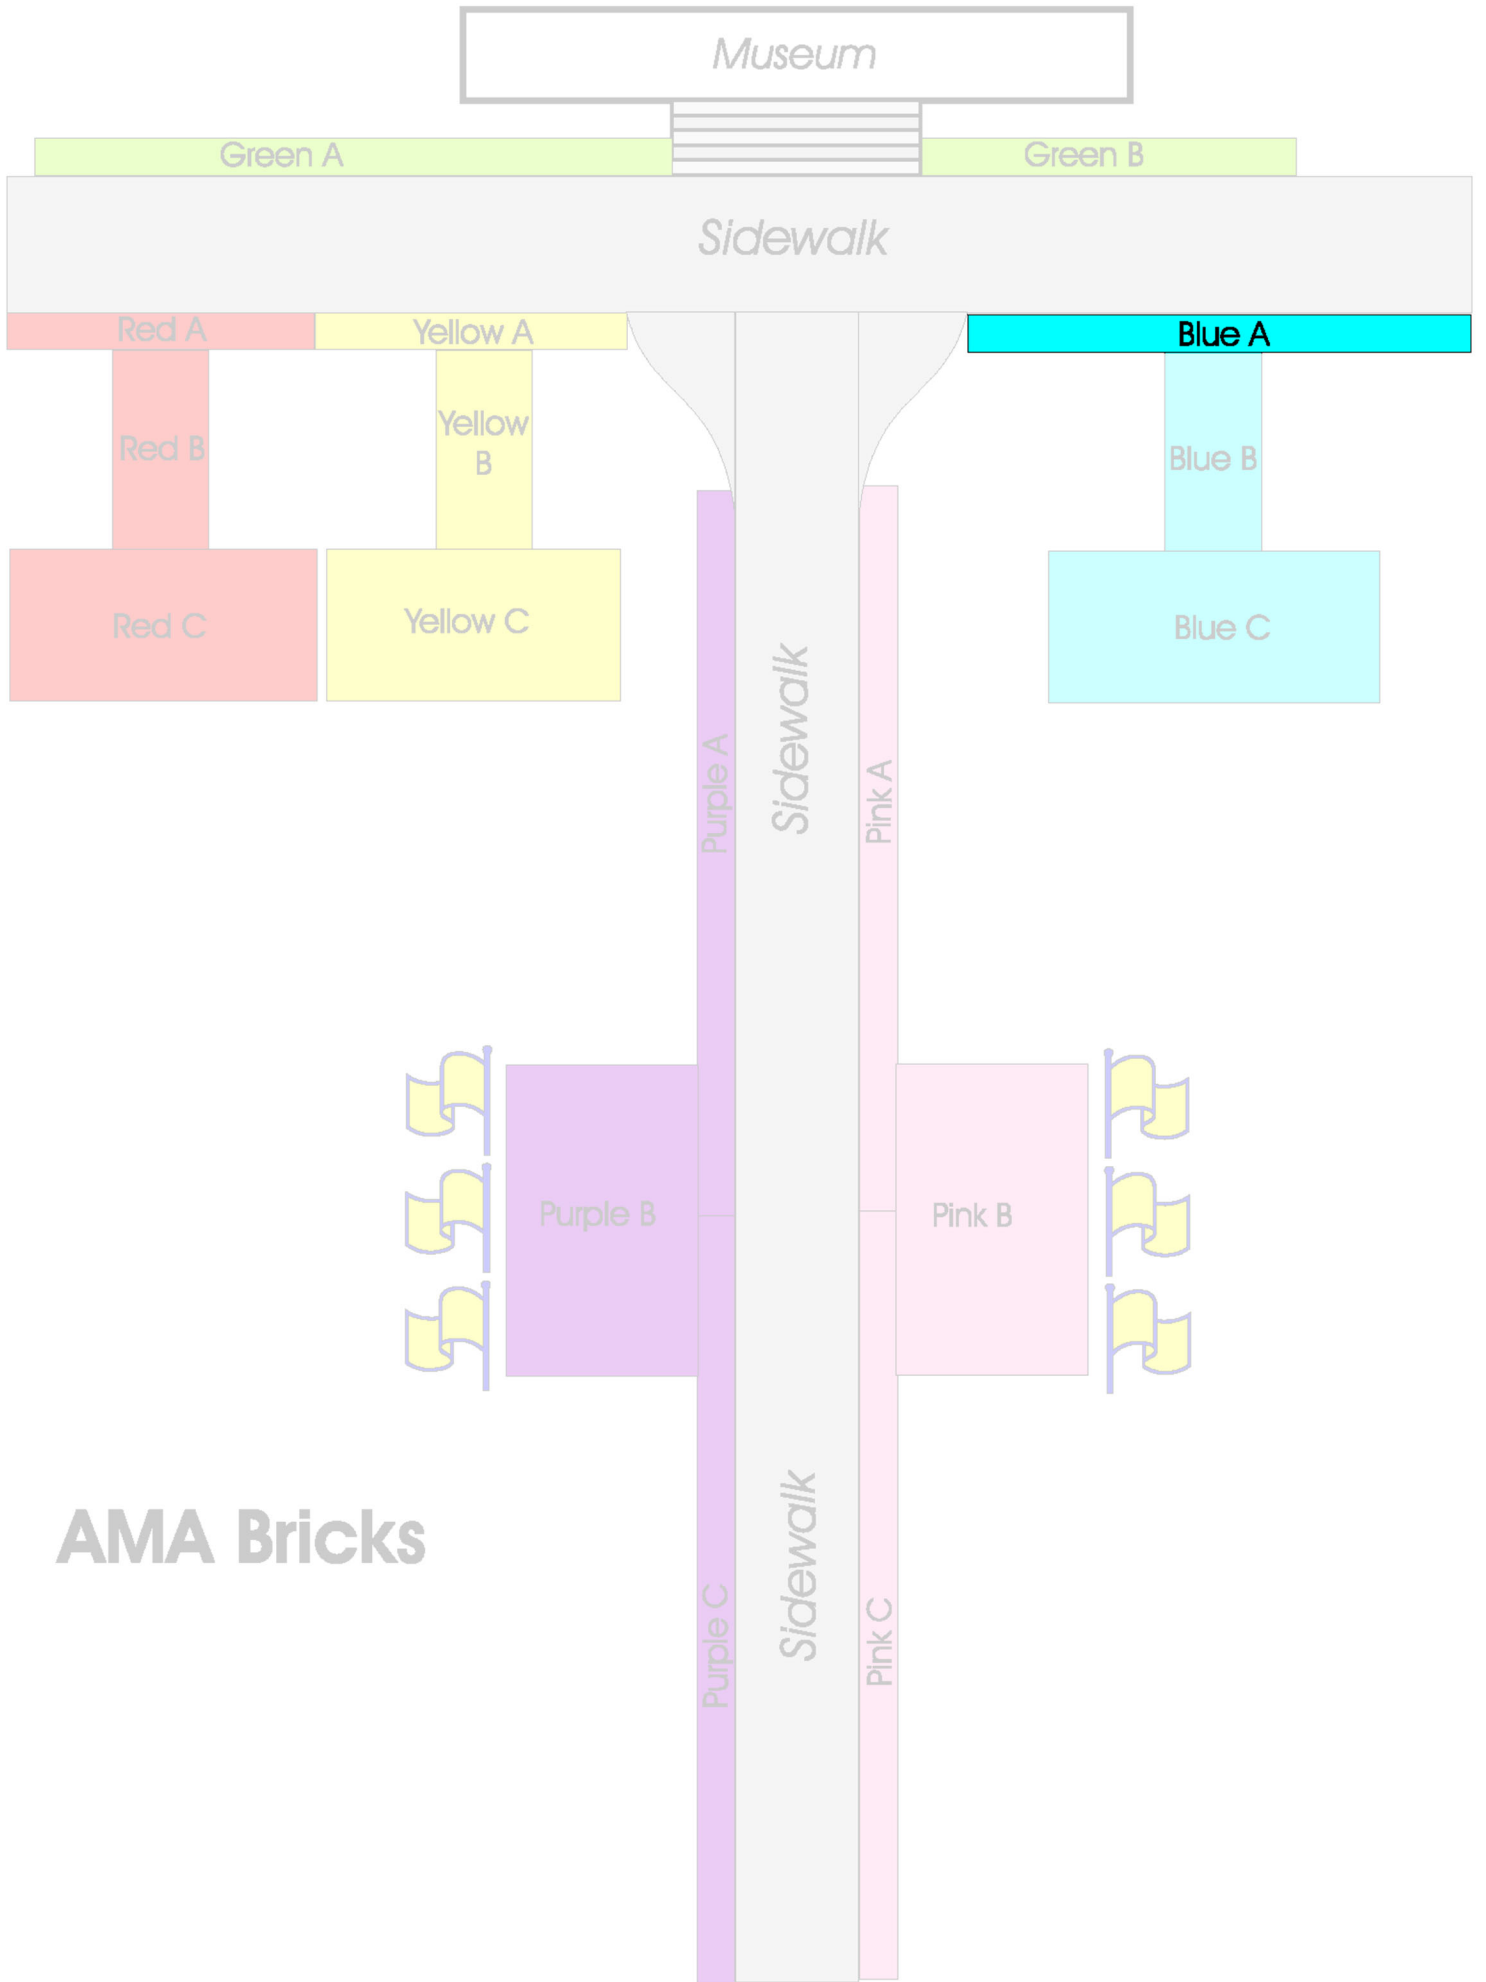 Museum
Green A
Green B
Sidewalk
Red A
Yellow A
Blue A
Red B
Yellow
B
Blue B
Red C
Yellow C
Blue C
Sidewalk
Purple A
Pink A
Purple B
Pink B
AMA Bricks
Sidewalk
Purple C
Pink C